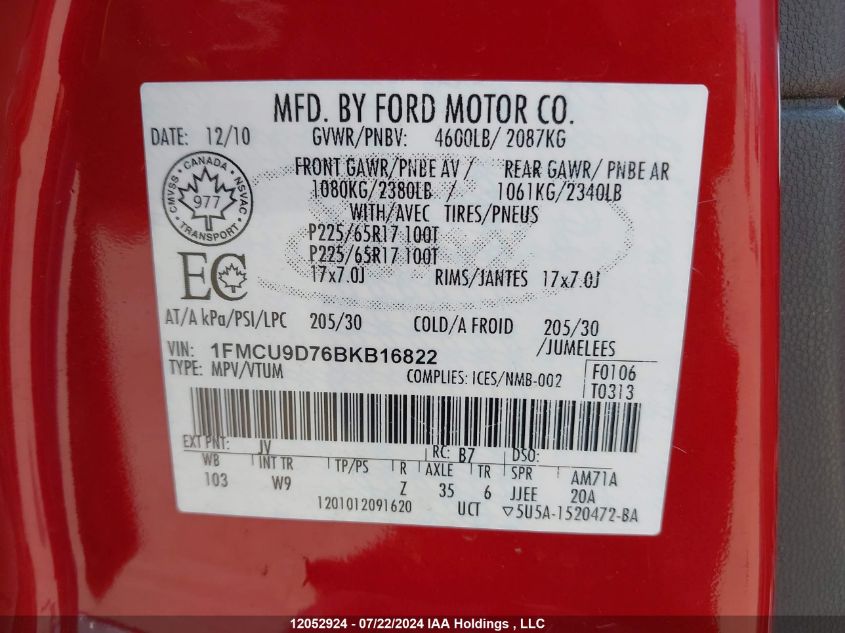 MFD. BY FORD MOTOR CO.
DATE: 12/10 GVWR/PNBV: 4600LB/ 2087KG
CMVSS • CANADA • NSVAC
977
TRANSPORT
FRONT GAWR/PNBE AV / REAR GAWR/ PNBE AR
1080KG/2380LB / 1061KG/2340LB
WITH/AVEC TIRES/PNEUS
P225/65R17 100T
P225/65R17 100T
17x7.0J RIMS/JANTES 17x7.0J
EC
AT/A kPa/PSI/LPC 205/30 COLD/A FROID 205/30
/JUMELEES
VIN: 1FMCU9D76BKB16822
TYPE: MPV/VTUM COMPLIES: ICES/NMB-002
F0106
T0313
EXT PNT: JV RC: B7 DSO:
WB INT TR TP/PS R AXLE TR SPR AM71A
103 W9 Z 35 6 JJEE 20A
1201012091620 UCT ▽5U5A-1520472-BA
12052924 - 07/22/2024 IAA Holdings , LLC